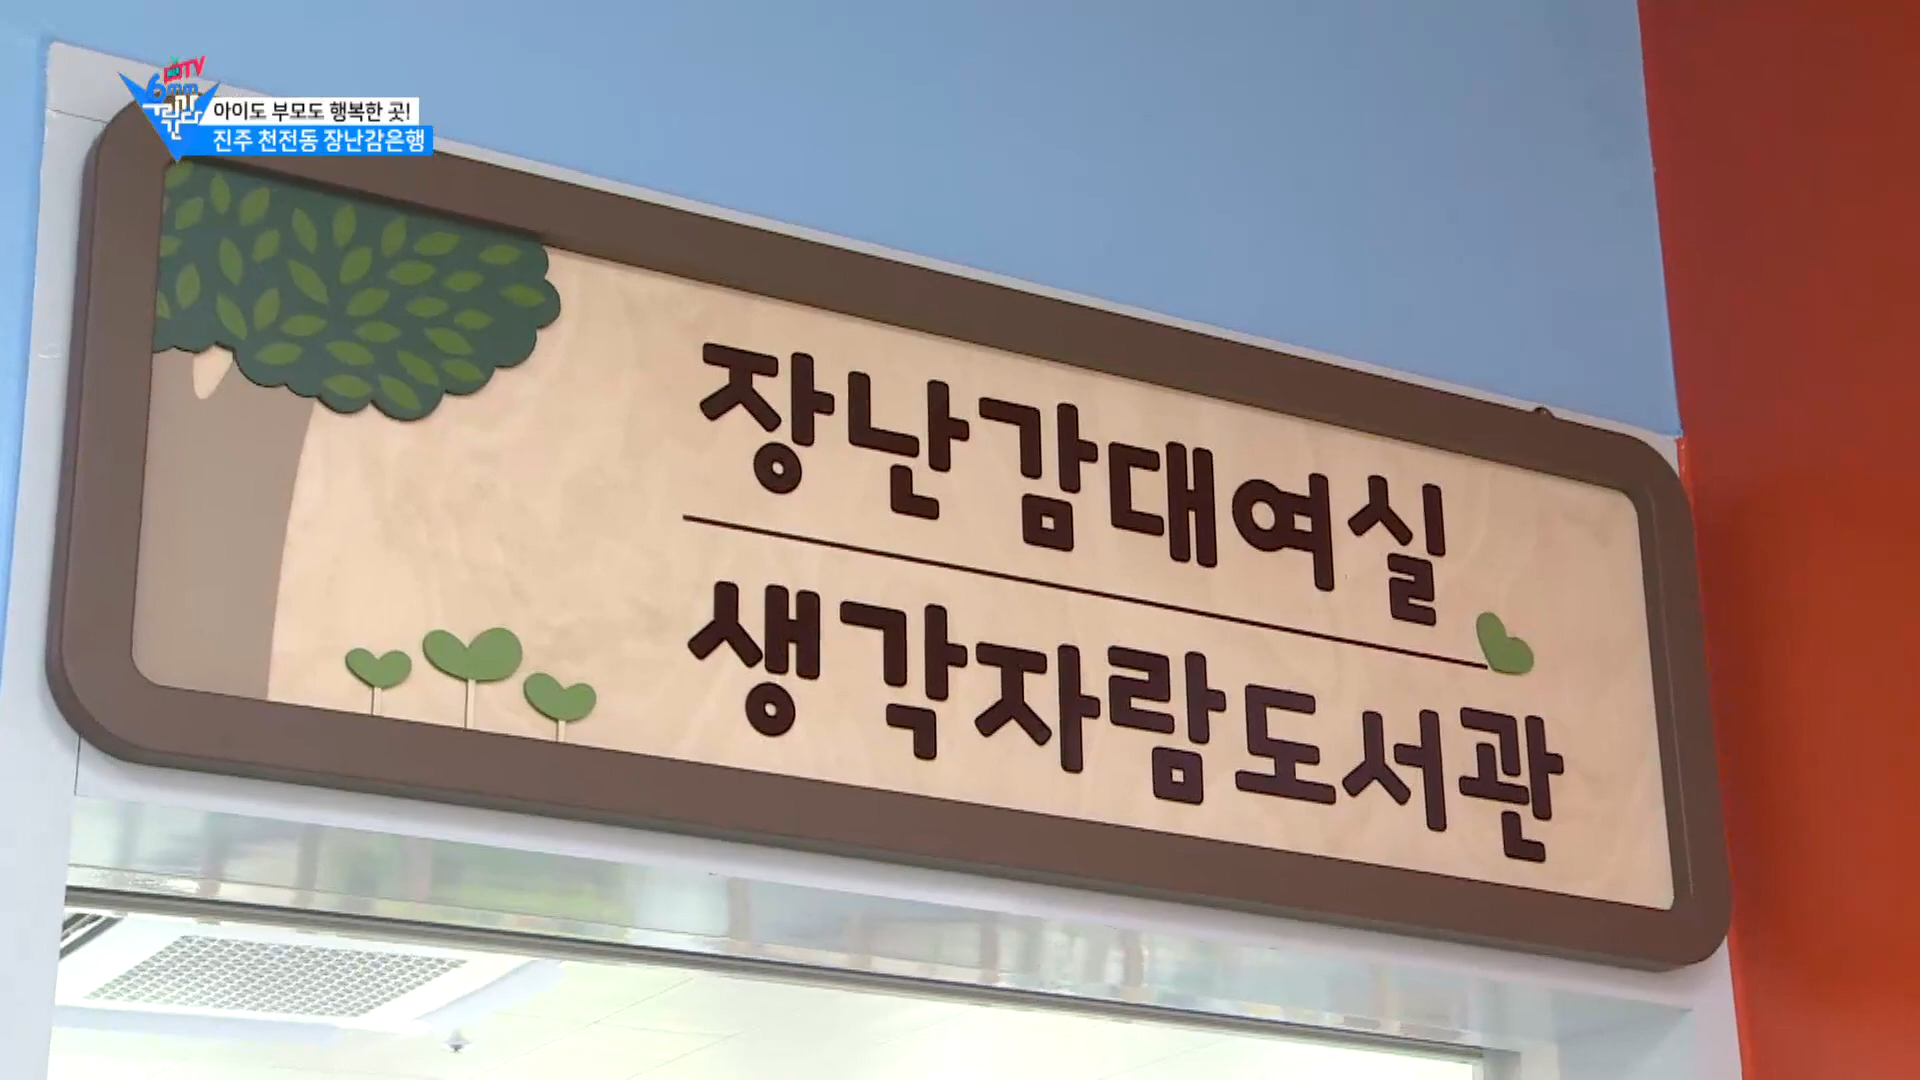 아이도 부모도 행복한 곳!
진주 천전동 장난감은행
장난감대여실
생각자람도서관